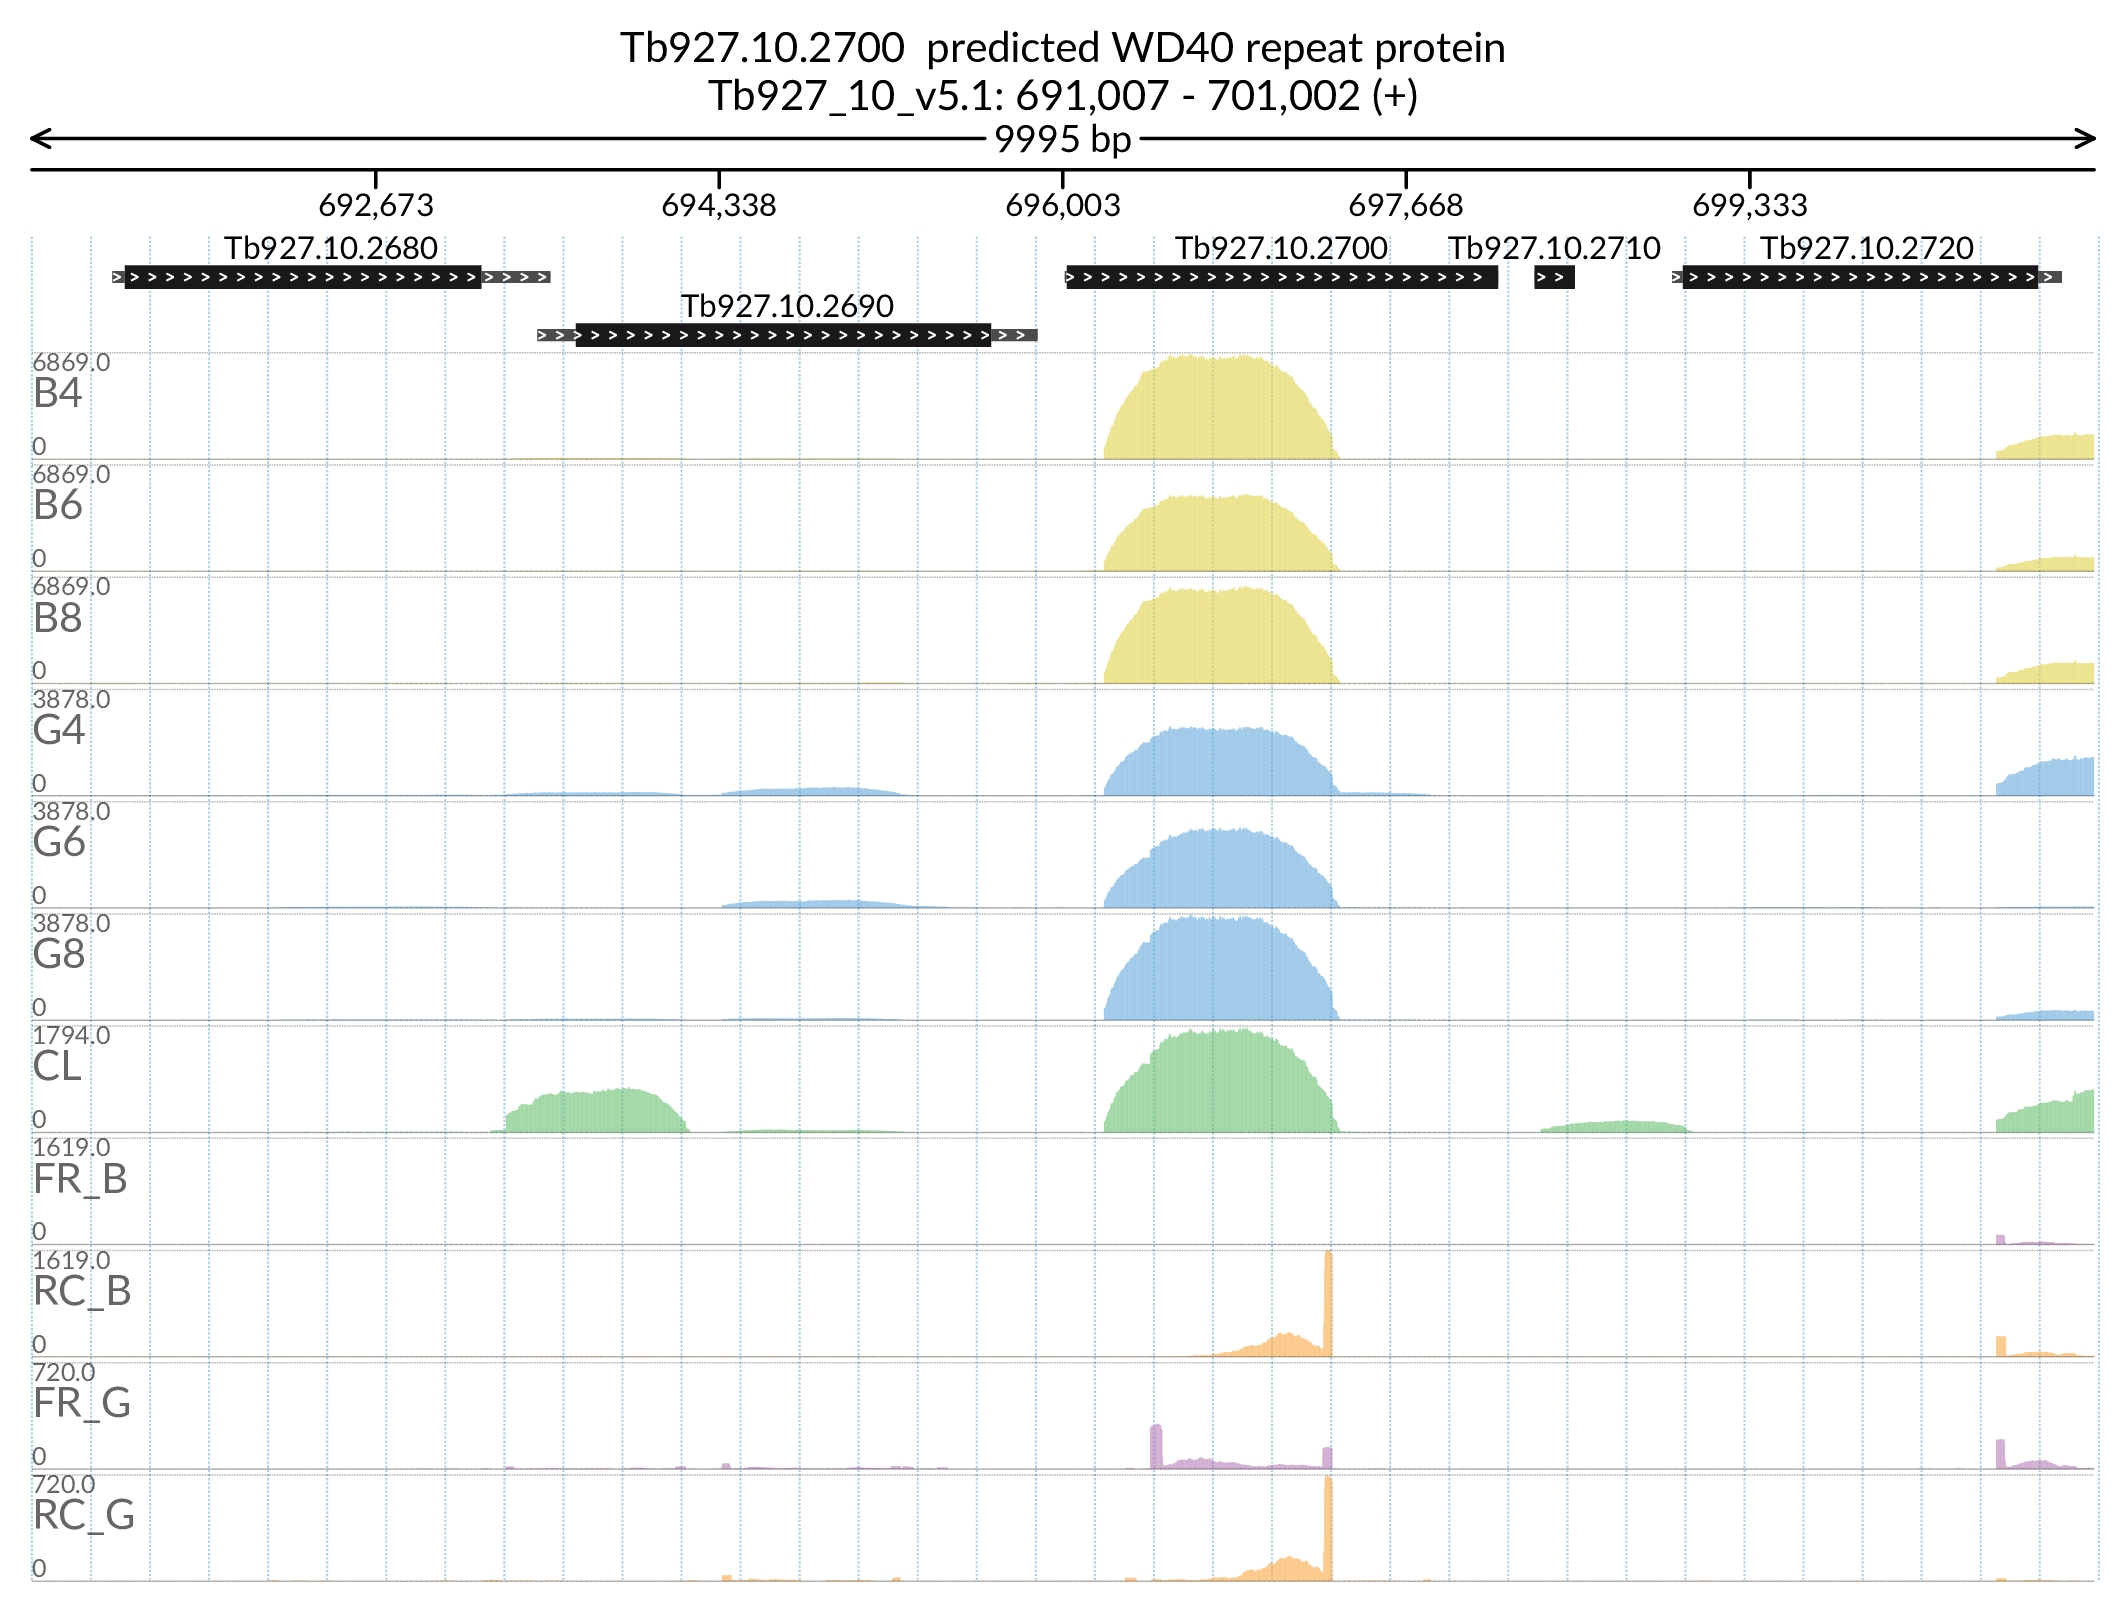 Tb927.10.2700  predicted WD40 repeat protein
Tb927_10_v5.1: 691,007 - 701,002 (+)
9995 bp
692,673 694,338 696,003 697,668 699,333
Tb927.10.2680 Tb927.10.2700 Tb927.10.2710 Tb927.10.2720
Tb927.10.2690
6869.0
B4
0
6869.0
B6
0
6869.0
B8
0
3878.0
G4
0
3878.0
G6
0
3878.0
G8
0
1794.0
CL
0
1619.0
FR_B
0
1619.0
RC_B
0
720.0
FR_G
0
720.0
RC_G
0